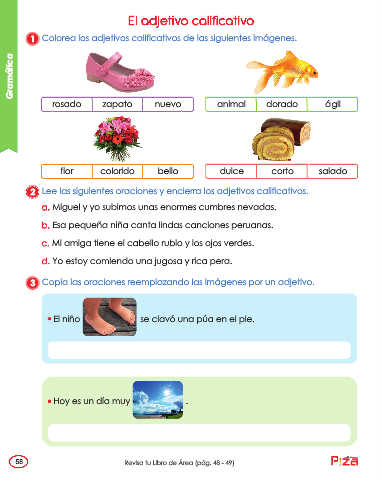 El adjetivo calificativo
1 Colorea los adjetivos calificativos de las siguientes imágenes.
Gramática
rosado zapato nuevo animal dorado ágil
flor colorido bello dulce corto salado
2 Lee las siguientes oraciones y encierra los adjetivos calificativos.
a. Miguel y yo subimos unas enormes cumbres nevadas.
b. Esa pequeña niña canta lindas canciones peruanas.
c. Mi amiga tiene el cabello rubio y los ojos verdes.
d. Yo estoy comiendo una jugosa y rica pera.
3 Copia las oraciones reemplazando las imágenes por un adjetivo.
• El niño se clavó una púa en el pie.
• Hoy es un día muy .
58 Revisa tu Libro de Área (pág. 48 - 49)